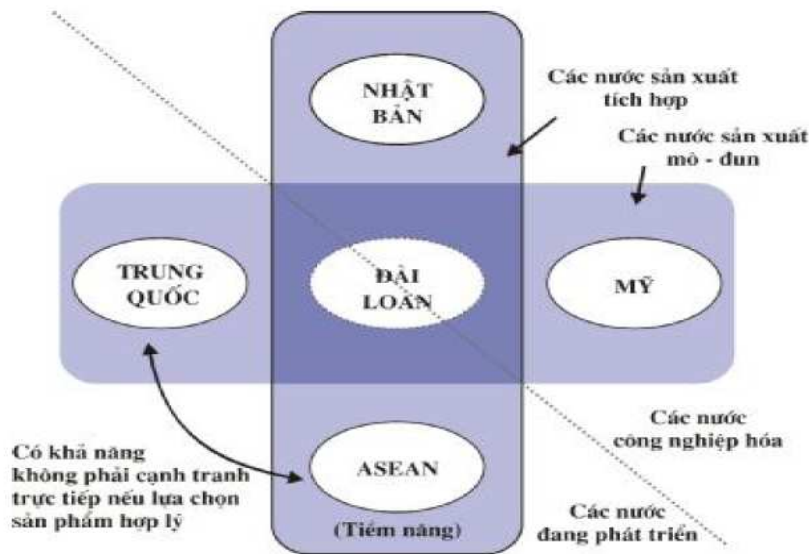 NHẬT
BẢN
Các nước sản xuất
tích hợp
Các nước sản xuất
mô - đun
TRUNG
QUỐC
ĐÀI
LOAN
MỸ
Các nước
công nghiệp hóa
Có khả năng
không phải cạnh tranh
trực tiếp nếu lựa chọn
sản phẩm hợp lý
ASEAN
(Tiềm năng)
Các nước
đang phát triển